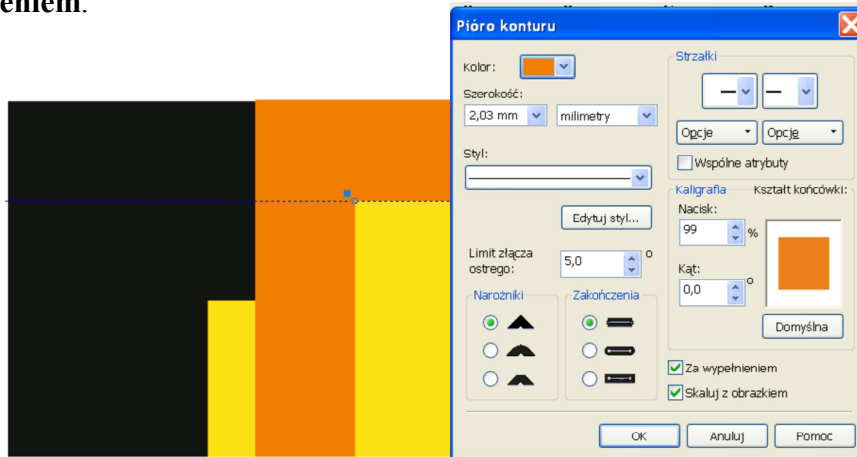 eniem.
Pióro konturu
Kolor:
Szerokość:
2,03 mm milimetry
Styl:
Edytuj styl...
Limit złącza
ostrego:
5,0 °
Narożniki
Zakończenia
Strzałki
Opcje Opcje
Wspólne atrybuty
Kaligrafia
Kształt końcówki:
Nacisk:
99 %
Kąt:
0,0 °
Domyślna
Za wypełnieniem
Skaluj z obrazkiem
OK Anuluj Pomoc